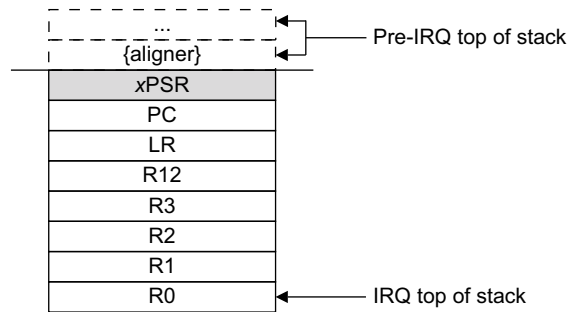 ...
Pre-IRQ top of stack
{aligner}
xPSR
PC
LR
R12
R3
R2
R1
R0
IRQ top of stack